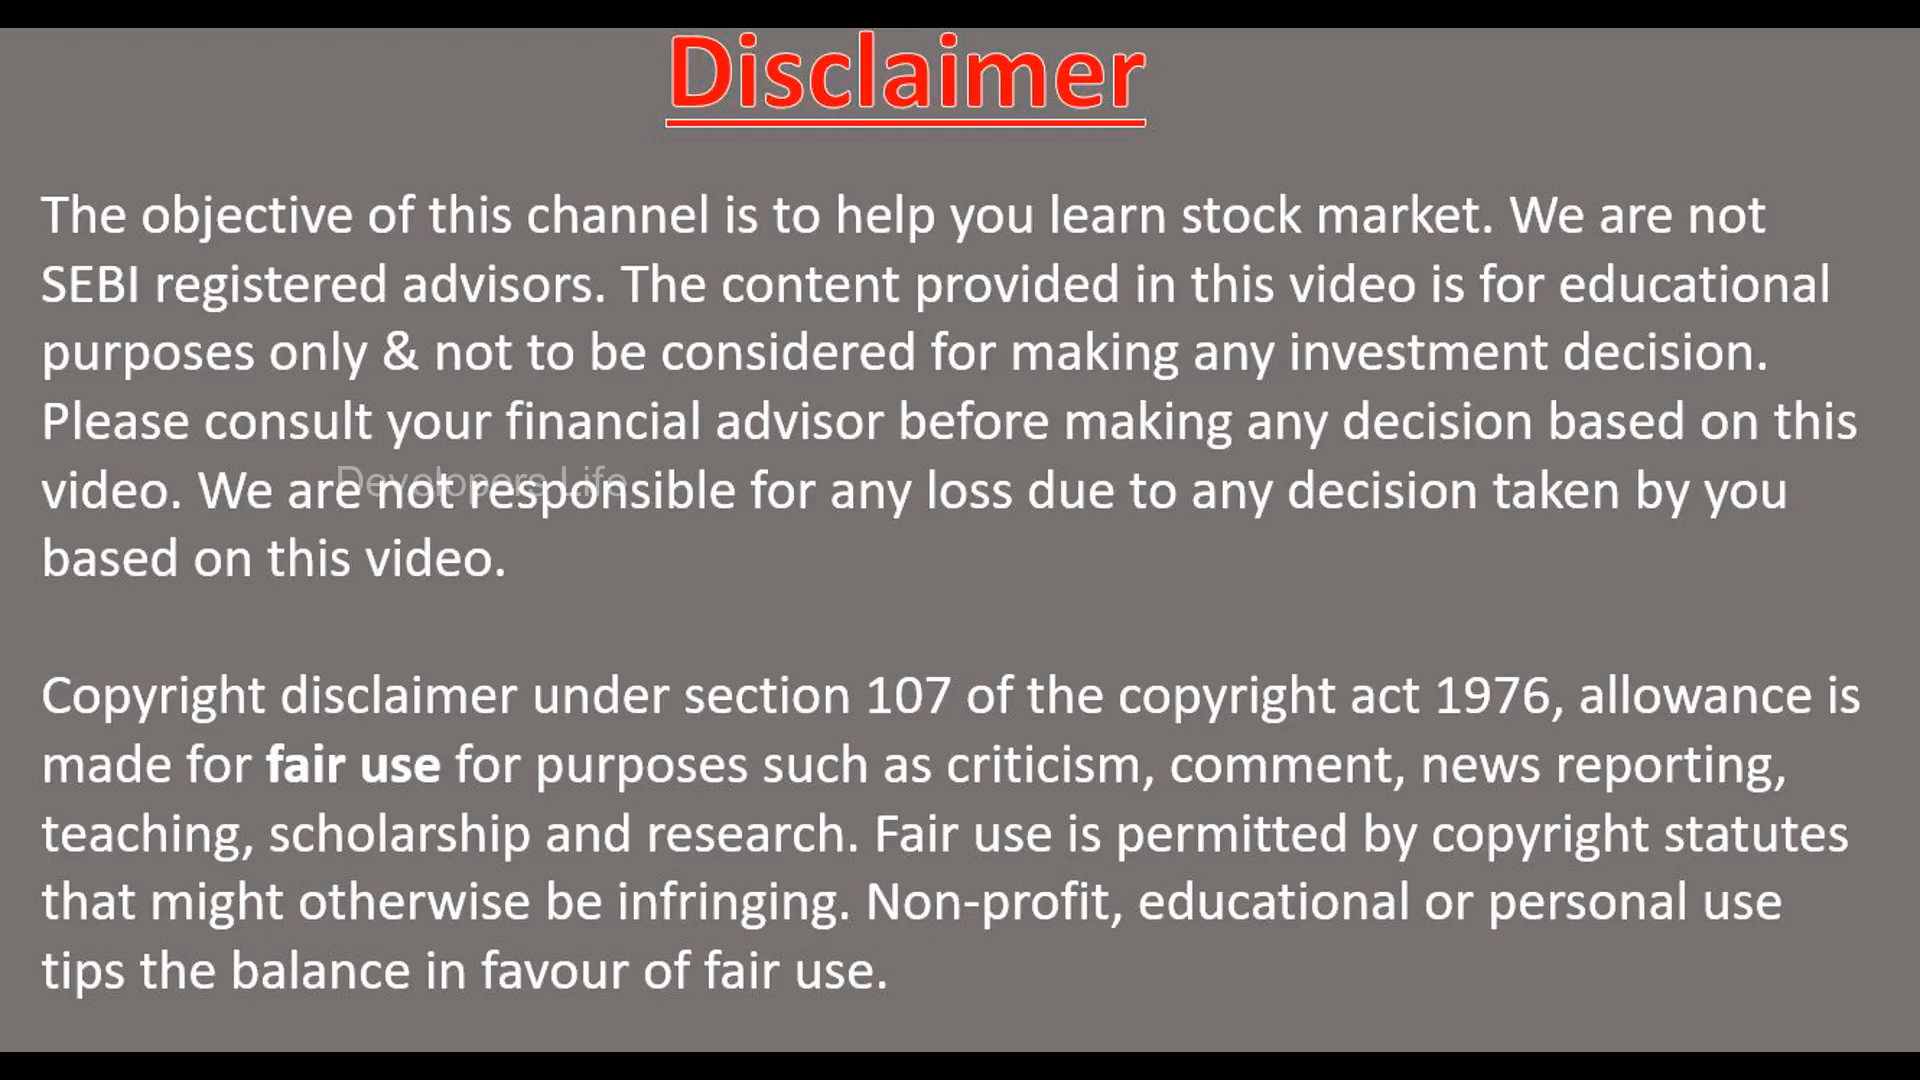 Disclaimer
The objective of this channel is to help you learn stock market. We are not
SEBI registered advisors. The content provided in this video is for educational
purposes only & not to be considered for making any investment decision.
Please consult your financial advisor before making any decision based on this
video. We are not responsible for any loss due to any decision taken by you
Developers Life
based on this video.
Copyright disclaimer under section 107 of the copyright act 1976, allowance is
made for fair use for purposes such as criticism, comment, news reporting,
teaching, scholarship and research. Fair use is permitted by copyright statutes
that might otherwise be infringing. Non-profit, educational or personal use
tips the balance in favour of fair use.